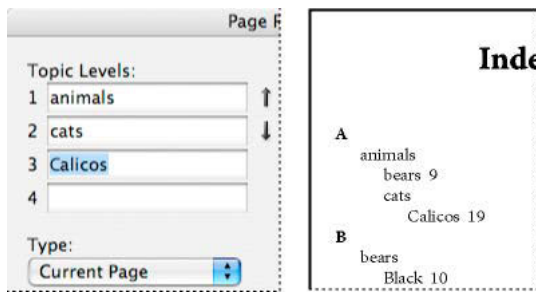 Page
Topic Levels:
1 animals
2 cats
3 Calicos
4
Type:
Current Page
Inde
A
animals
bears 9
cats
Calicos 19
B
bears
Black 10